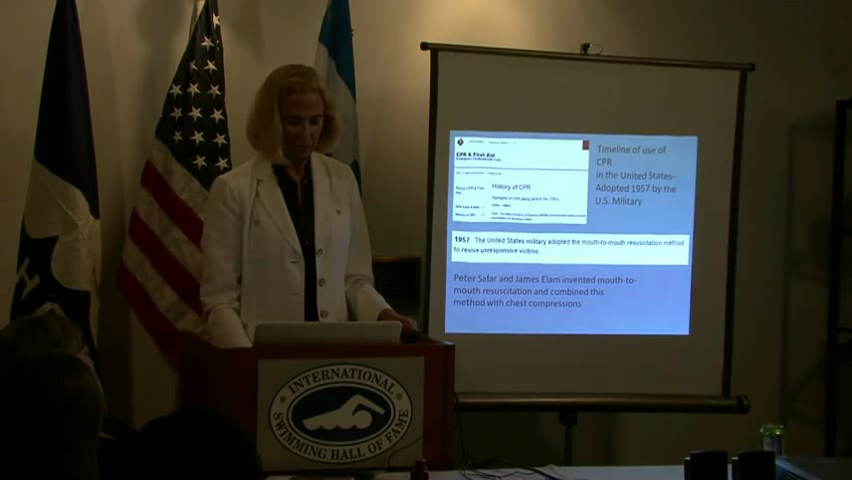 Timeline of use of
CPR
in the United States-
Adopted 1957 by the
U.S. Military
CPR & First Aid
History of CPR
1957 The United States military adopted the mouth-to-mouth resuscitation method
to revive unresponsive victims.
Peter Safar and James Elam invented mouth-to-
mouth resuscitation and combined this
method with chest compressions
INTERNATIONAL
SWIMMING HALL OF FAME